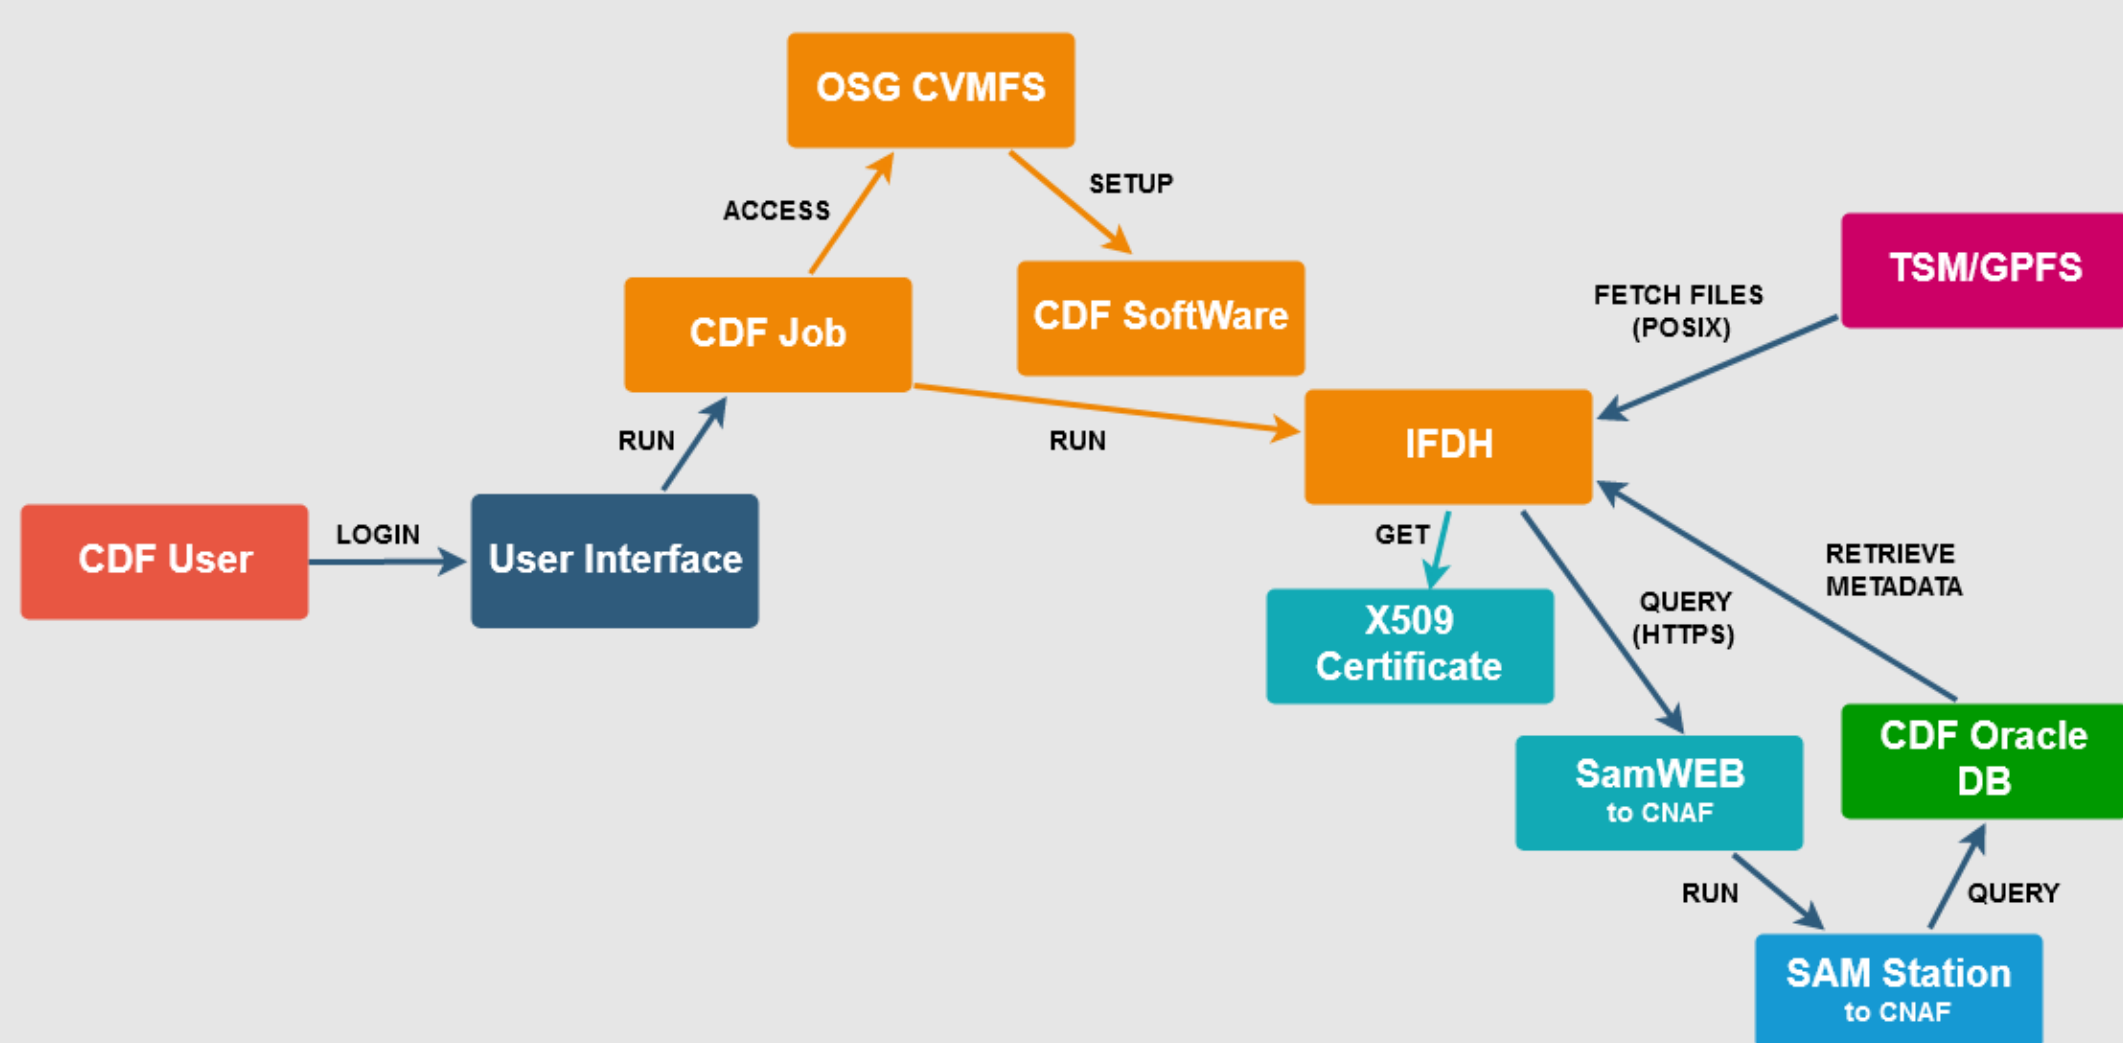 OSG CVMFS
SETUP
ACCESS
TSM/GPFS
CDF SoftWare
FETCH FILES
(POSIX)
CDF Job
RUN
RUN
IFDH
CDF User
LOGIN
User Interface
GET
RETRIEVE
METADATA
QUERY
(HTTPS)
X509
Certificate
CDF Oracle
DB
SamWEB
to CNAF
RUN
QUERY
SAM Station
to CNAF